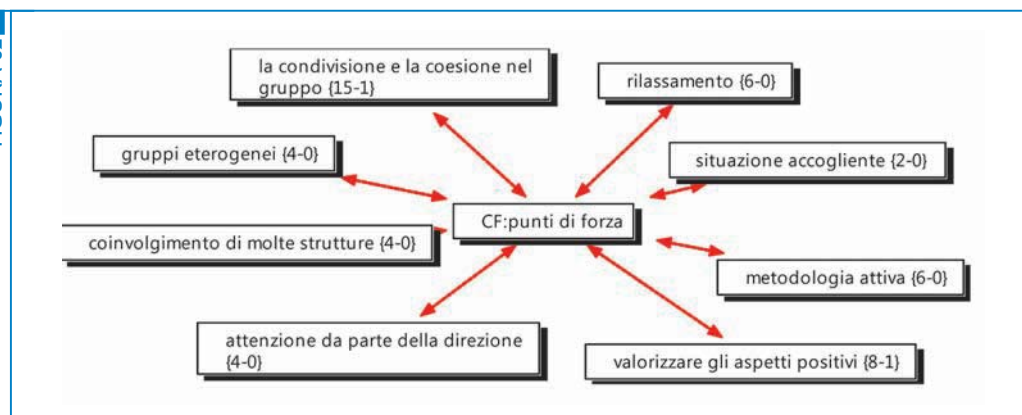 la condivisione e la coesione nel
gruppo {15-1}
rilassamento {6-0}
gruppi eterogenei {4-0}
situazione accogliente {2-0}
CF:punti di forza
coinvolgimento di molte strutture {4-0}
metodologia attiva {6-0}
attenzione da parte della direzione
{4-0}
valorizzare gli aspetti positivi {8-1}